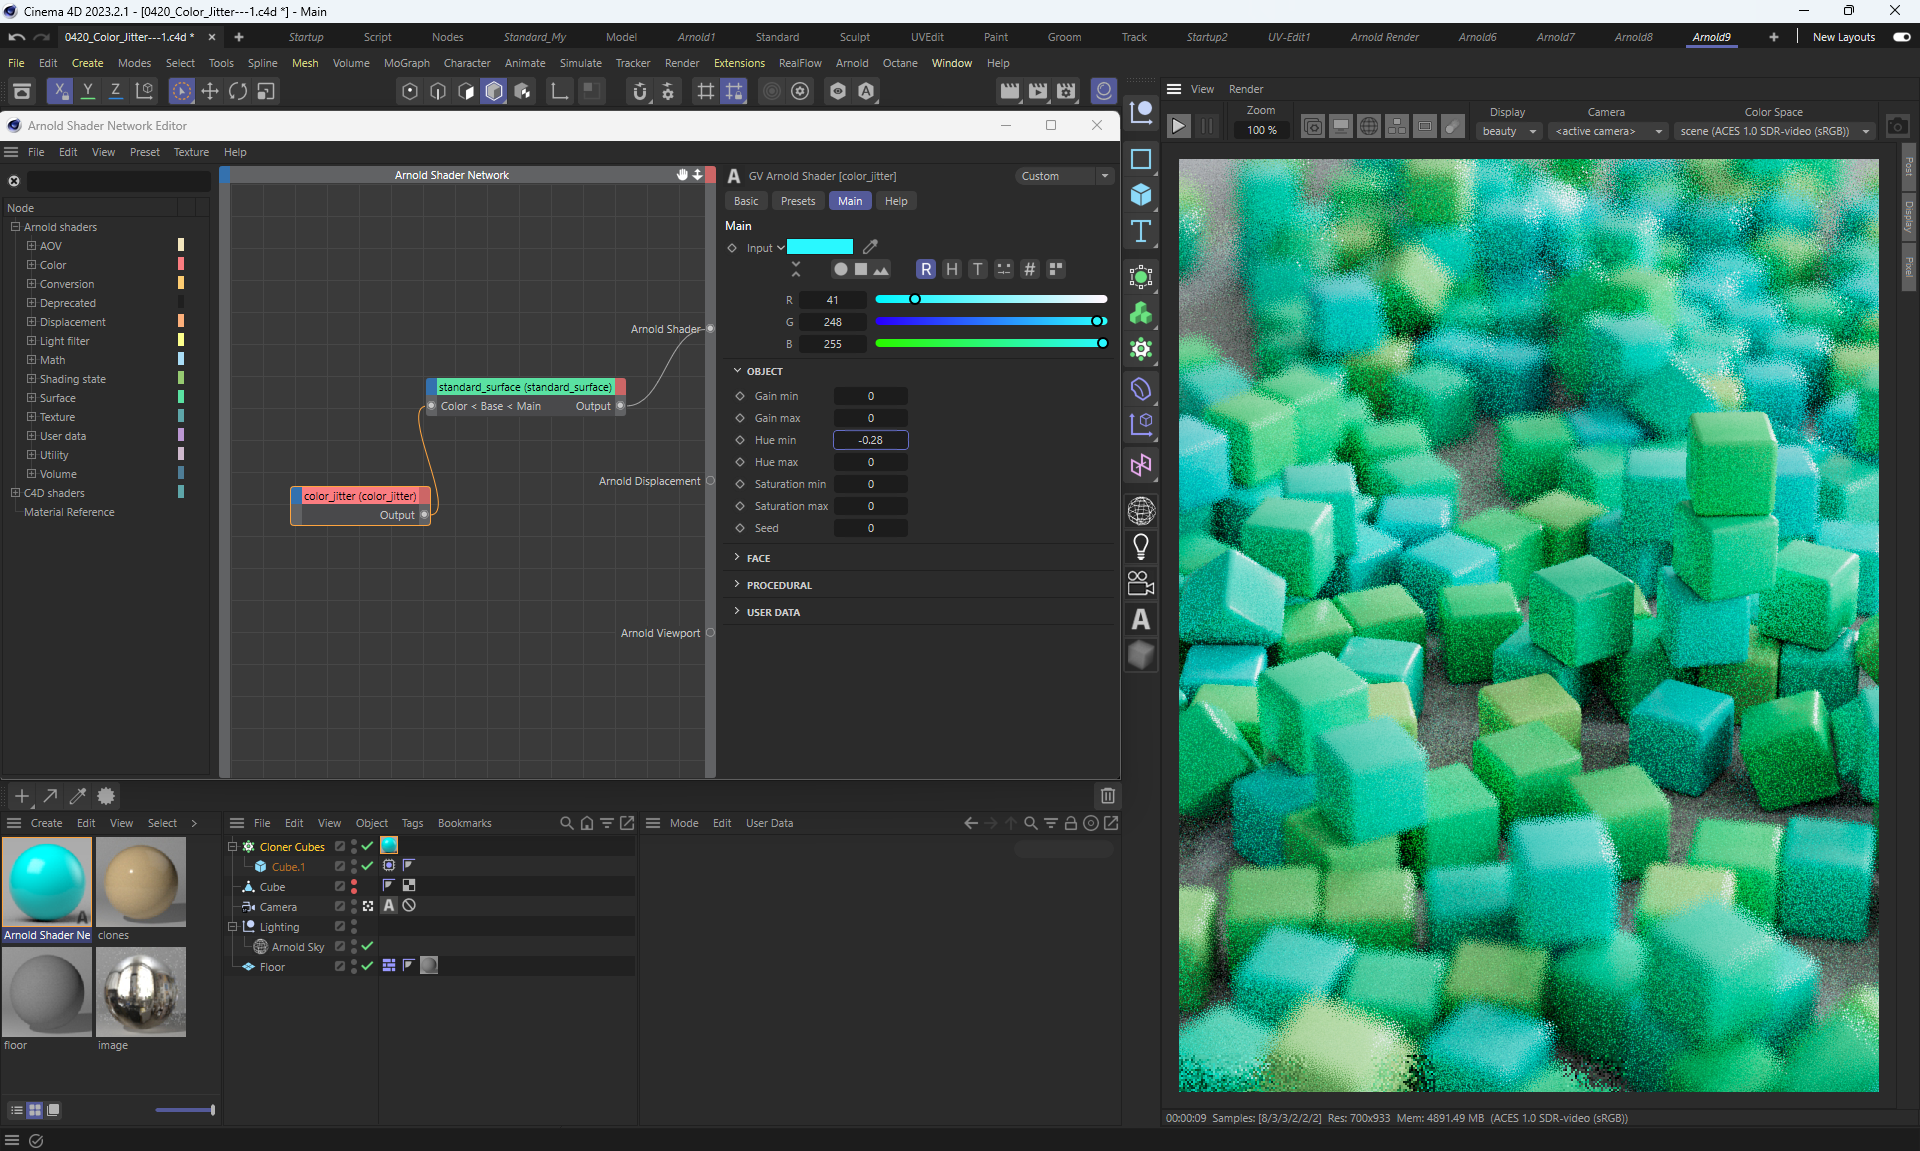 Cinema 4D 2023.2.1 - [0420_Color_Jitter---1.c4d *] - Main
0420_Color_Jitter---1.c4d * Startup Script Nodes Standard_My Model Arnold1 Standard Sculpt UVEdit Paint Groom Track Startup2 UV-Edit1 Arnold Render Arnold6 Arnold7 Arnold8 Arnold9 New Layouts
File Edit Create Modes Select Tools Spline Mesh Volume MoGraph Character Animate Simulate Tracker Render Extensions RealFlow Arnold Octane Window Help
X Y Z
Arnold Shader Network Editor
File Edit View Preset Texture Help
Node
Arnold shaders
AOV
Color
Conversion
Deprecated
Displacement
Light filter
Math
Shading state
Surface
Texture
User data
Utility
Volume
C4D shaders
Material Reference
Arnold Shader Network
Arnold Shader
standard_surface (standard_surface)
Color < Base < Main Output
Arnold Displacement
color_jitter (color_jitter)
Output
Arnold Viewport
GV Arnold Shader [color_jitter] Custom
Basic Presets Main Help
Main
Input
R H T #
R 41
G 248
B 255
OBJECT
Gain min 0
Gain max 0
Hue min -0.28
Hue max 0
Saturation min 0
Saturation max 0
Seed 0
FACE
PROCEDURAL
USER DATA
View Render
Zoom Display Camera Color Space
100 % beauty <active camera> scene (ACES 1.0 SDR-video (sRGB))
Post
Display
Pixel
00:00:09 Samples: [8/3/3/2/2/2] Res: 700x933 Mem: 4891.49 MB (ACES 1.0 SDR-video (sRGB))
Create Edit View Select
Arnold Shader Ne clones
floor image
File Edit View Object Tags Bookmarks
Cloner Cubes
Cube.1
Cube
Camera
Lighting
Arnold Sky
Floor
Mode Edit User Data